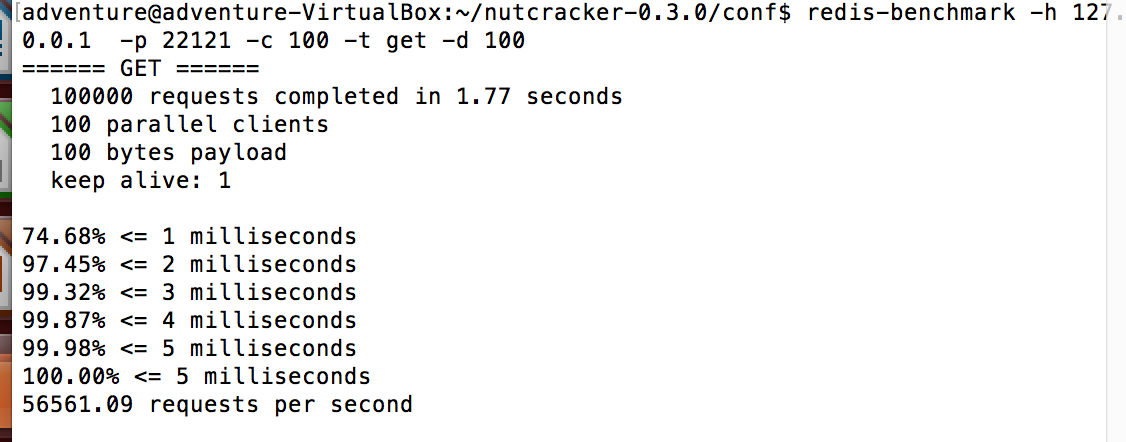 [adventure@adventure-VirtualBox:~/nutcracker-0.3.0/conf$ redis-benchmark -h 127.
0.0.1  -p 22121 -c 100 -t get -d 100
====== GET ======
  100000 requests completed in 1.77 seconds
  100 parallel clients
  100 bytes payload
  keep alive: 1

74.68% <= 1 milliseconds
97.45% <= 2 milliseconds
99.32% <= 3 milliseconds
99.87% <= 4 milliseconds
99.98% <= 5 milliseconds
100.00% <= 5 milliseconds
56561.09 requests per second